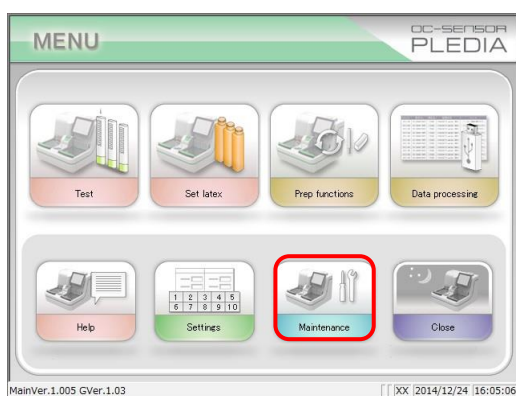 MENU
OC-SENSOR
PLEDIA
Test
Set latex
Prep functions
Data processing
1 2 3 4 5
6 7 8 9 10
Help
Settings
Maintenance
Close
MainVer.1.005 GVer.1.03
XX 2014/12/24 16:05:06